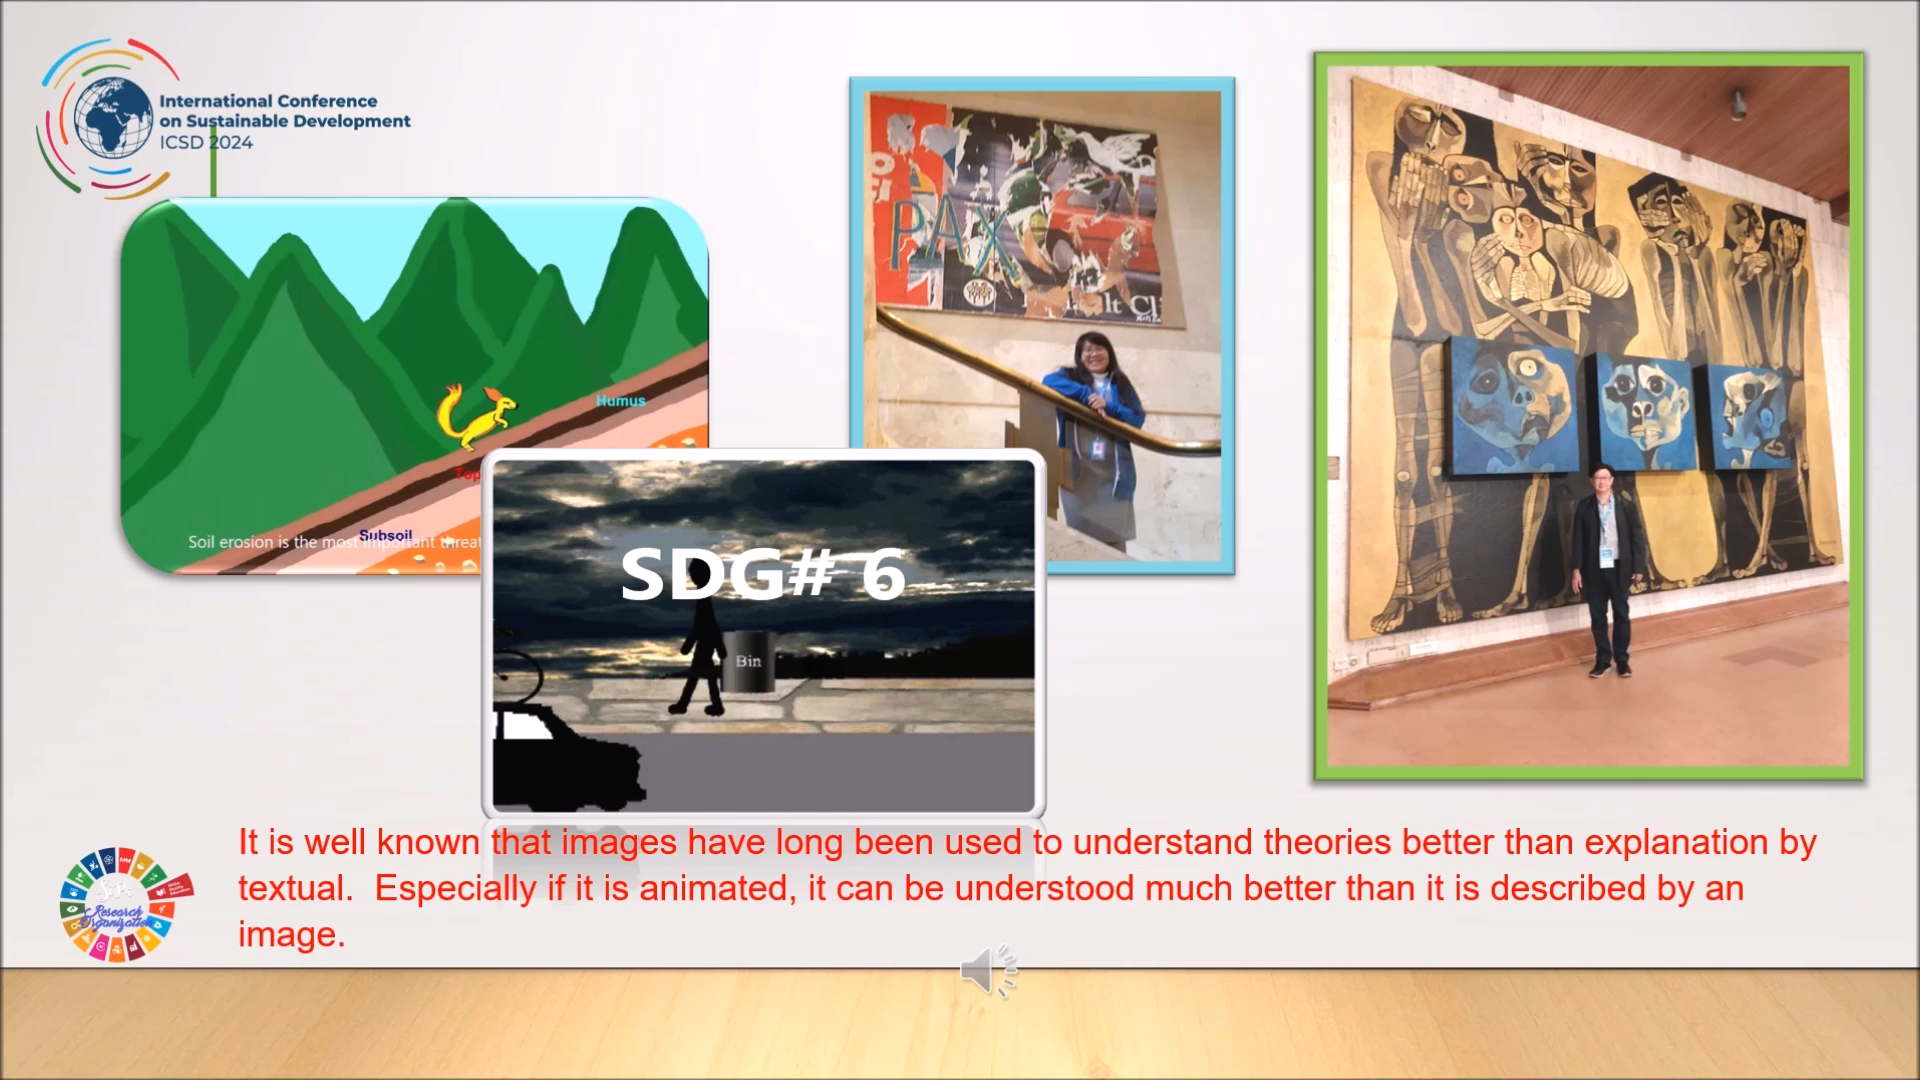 International Conference
on Sustainable Development
ICSD 2024
PAX
Humus
Subsoil
Soil erosion is the most important threat
SDG# 6
Bin
It is well known that images have long been used to understand theories better than explanation by
textual. Especially if it is animated, it can be understood much better than it is described by an
image.
Research
Organization